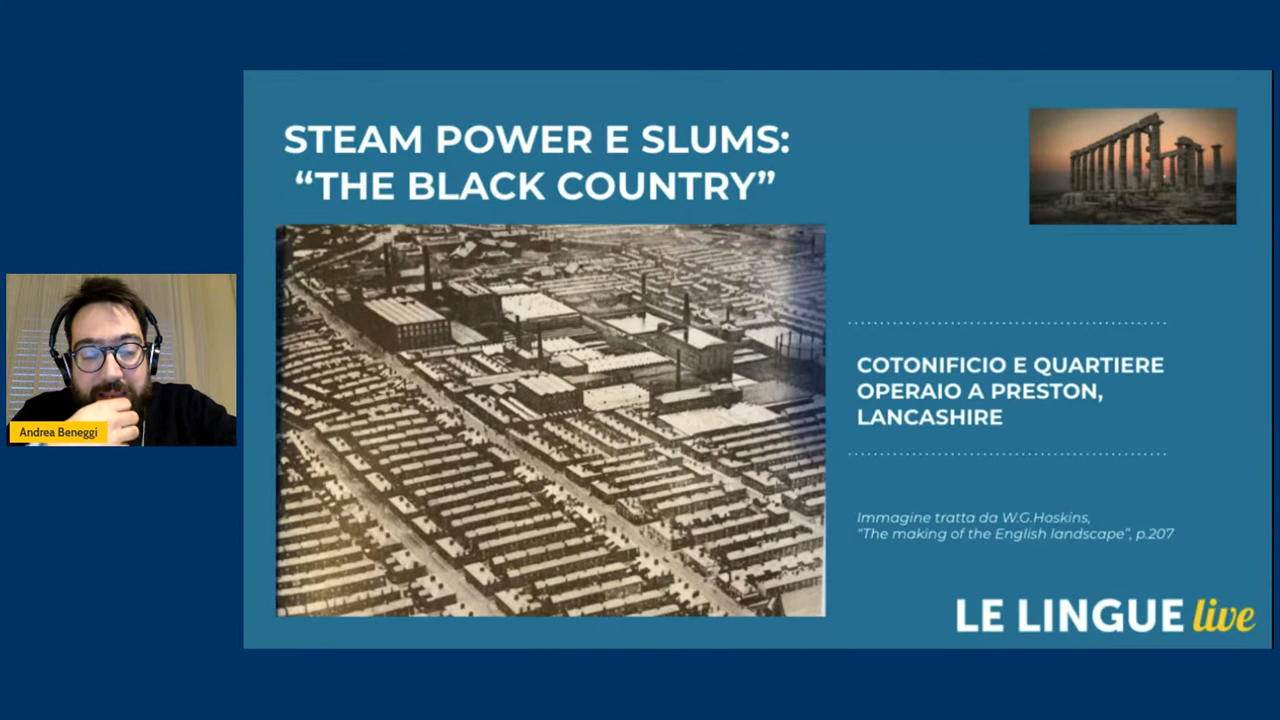 STEAM POWER E SLUMS:
“THE BLACK COUNTRY”
Andrea Beneggi
COTONIFICIO E QUARTIERE
OPERAIO A PRESTON,
LANCASHIRE
Immagine tratta da W.G.Hoskins,
“The making of the English landscape”, p.207
LE LINGUE live